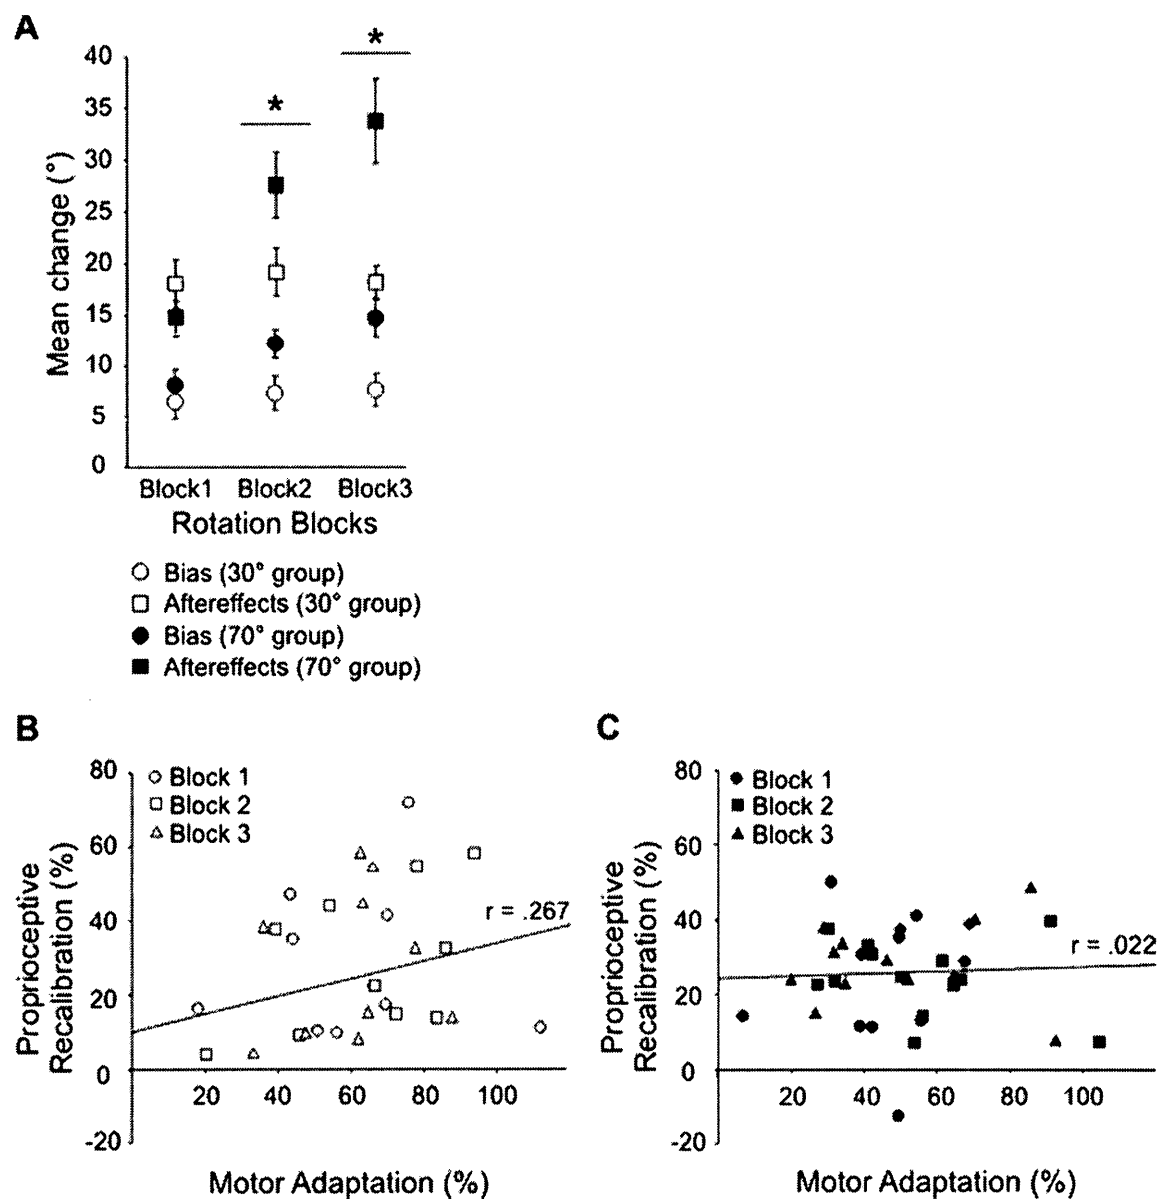 A
*
*
40
35
30
25
20
15
10
5
0
Mean change (°)
Block1 Block2 Block3
Rotation Blocks
Bias (30° group)
Aftereffects (30° group)
Bias (70° group)
Aftereffects (70° group)
B
80
60
40
20
0
-20
Proprioceptive
Recalibration (%)
Block 1
Block 2
Block 3
r = .267
20 40 60 80 100
Motor Adaptation (%)
C
80
60
40
20
0
-20
Proprioceptive
Recalibration (%)
Block 1
Block 2
Block 3
r = .022
20 40 60 80 100
Motor Adaptation (%)